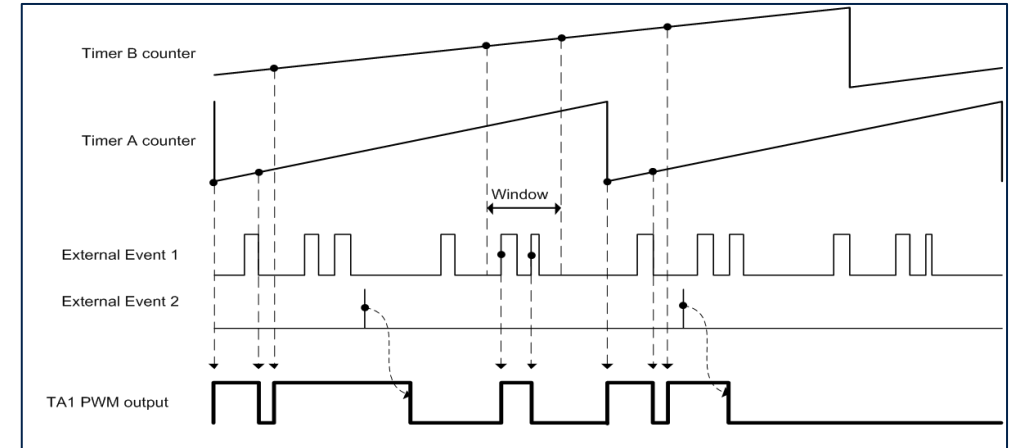 Timer B counter
Timer A counter
Window
External Event 1
External Event 2
TA1 PWM output